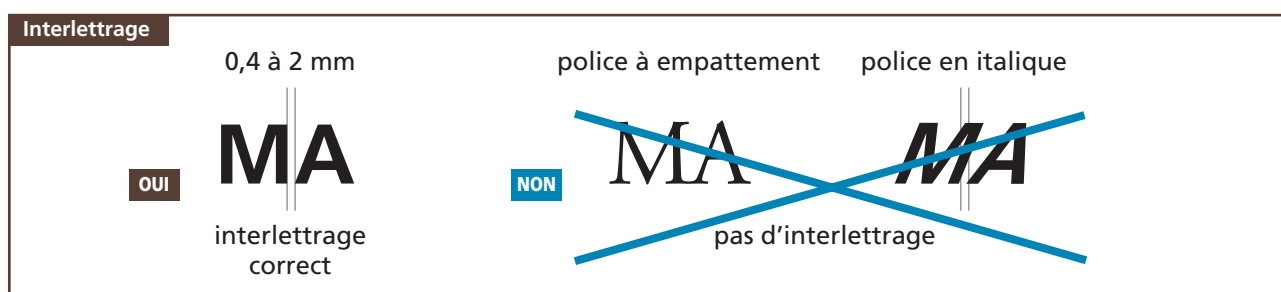 Interlettrage
0,4 à 2 mm
MA
OUI
interlettrage
correct
police à empattement police en italique
MA MA
NON
pas d’interlettrage